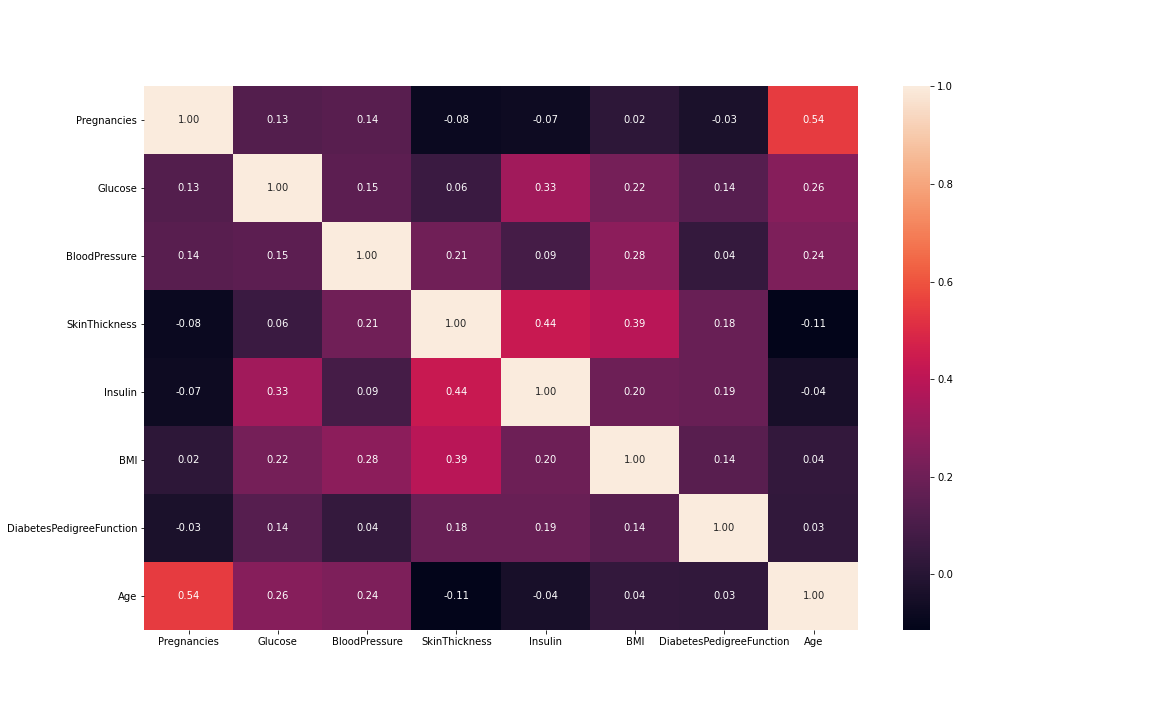 1.0
Pregnancies 1.00 0.13 0.14 -0.08 -0.07 0.02 -0.03 0.54
0.8
Glucose 0.13 1.00 0.15 0.06 0.33 0.22 0.14 0.26
BloodPressure 0.14 0.15 1.00 0.21 0.09 0.28 0.04 0.24
0.6
SkinThickness -0.08 0.06 0.21 1.00 0.44 0.39 0.18 -0.11
0.4
Insulin -0.07 0.33 0.09 0.44 1.00 0.20 0.19 -0.04
BMI 0.02 0.22 0.28 0.39 0.20 1.00 0.14 0.04
0.2
DiabetesPedigreeFunction -0.03 0.14 0.04 0.18 0.19 0.14 1.00 0.03
0.0
Age 0.54 0.26 0.24 -0.11 -0.04 0.04 0.03 1.00
Pregnancies Glucose BloodPressure SkinThickness Insulin BMI DiabetesPedigreeFunction Age